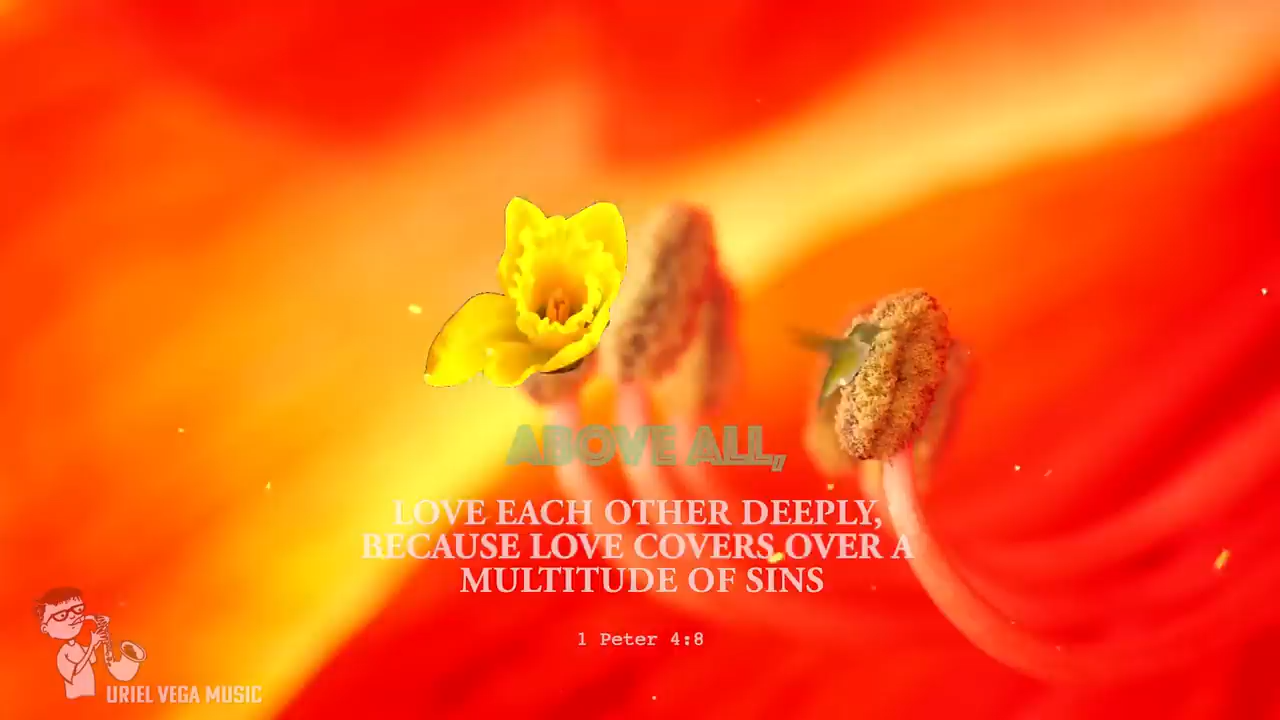 ABOVE ALL,
LOVE EACH OTHER DEEPLY,
BECAUSE LOVE COVERS OVER A
MULTITUDE OF SINS
1 Peter 4:8
URIEL VEGA MUSIC